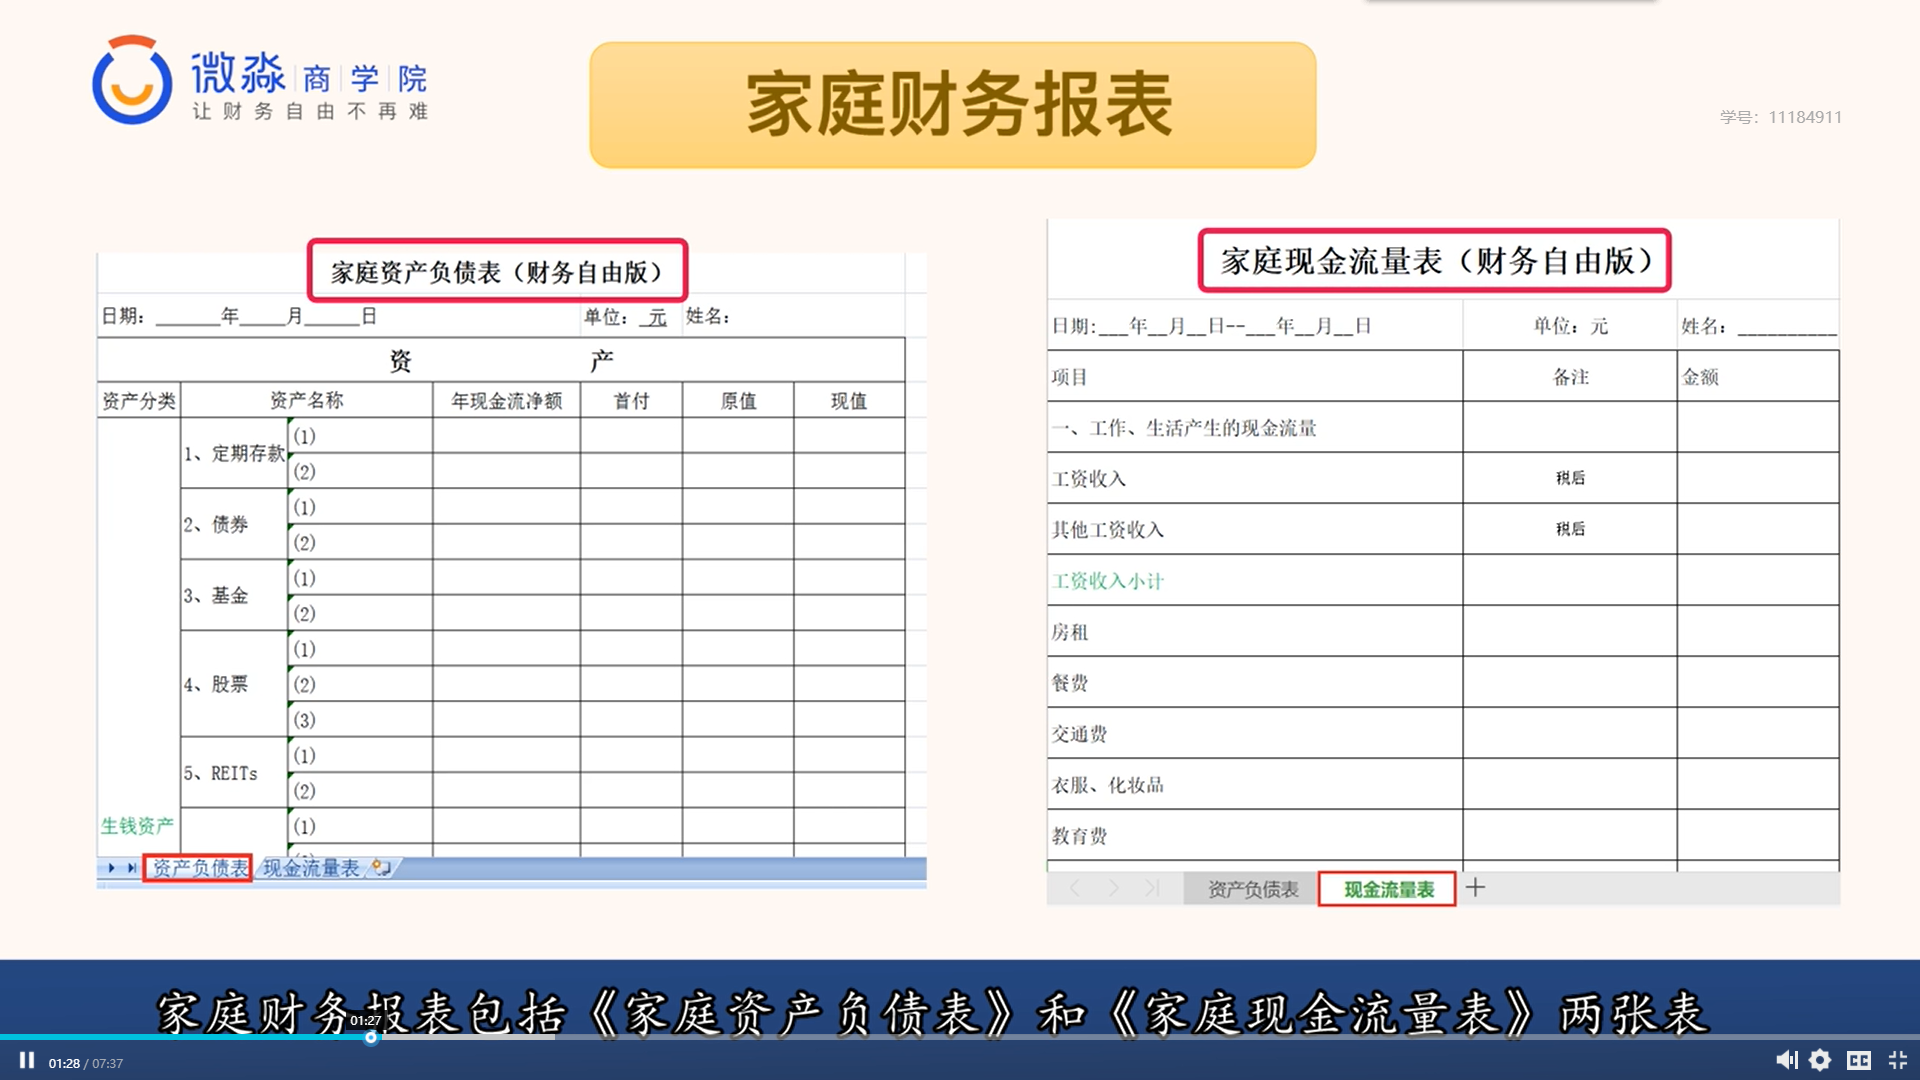 微淼商学院
让财务自由不再难
家庭财务报表
学号：11184911
家庭资产负债表（财务自由版）
日期：______年_____月______日 单位：_元 姓名：
资 产
资产分类 资产名称 年现金流净额 首付 原值 现值
1、定期存款 (1)
(2)
2、债券 (1)
(2)
3、基金 (1)
(2)
4、股票 (1)
(2)
(3)
5、REITs (1)
(2)
生钱资产 (1)
资产负债表 现金流量表
家庭现金流量表（财务自由版）
日期:___年__月__日--___年__月__日 单位：元 姓名：__________
项目 备注 金额
一、工作、生活产生的现金流量
工资收入 税后
其他工资收入 税后
工资收入小计
房租
餐费
交通费
衣服、化妆品
教育费
资产负债表 现金流量表 +
家庭财务报表包括《家庭资产负债表》和《家庭现金流量表》两张表
01:27
01:28 / 07:37
CC